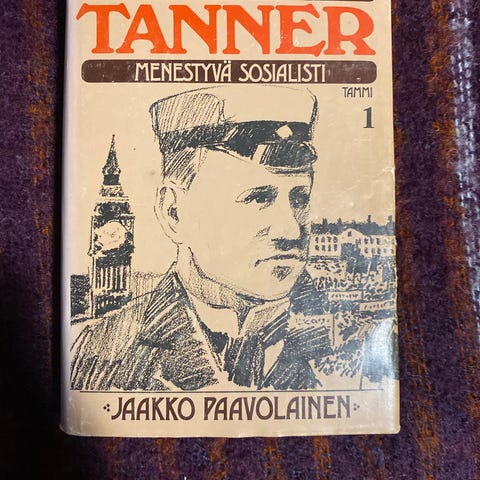 TANNER
MENESTYVÄ SOSIALISTI
TAMMI
1
JAAKKO PAAVOLAINEN